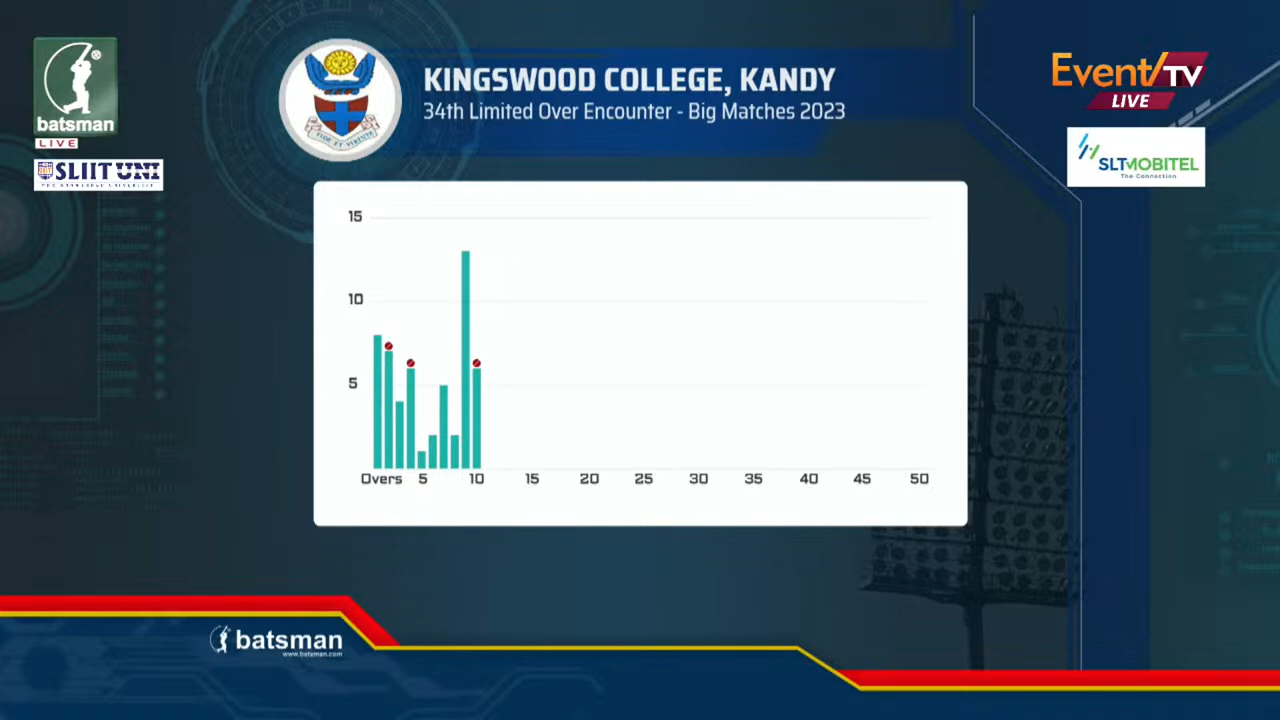 batsman
LIVE
SLIIT UNI
KINGSWOOD COLLEGE, KANDY
34th Limited Over Encounter - Big Matches 2023
Event TV
LIVE
SLTMOBITEL
The Connection
15
10
5
Overs 5 10 15 20 25 30 35 40 45 50
batsman
www.batsman.com